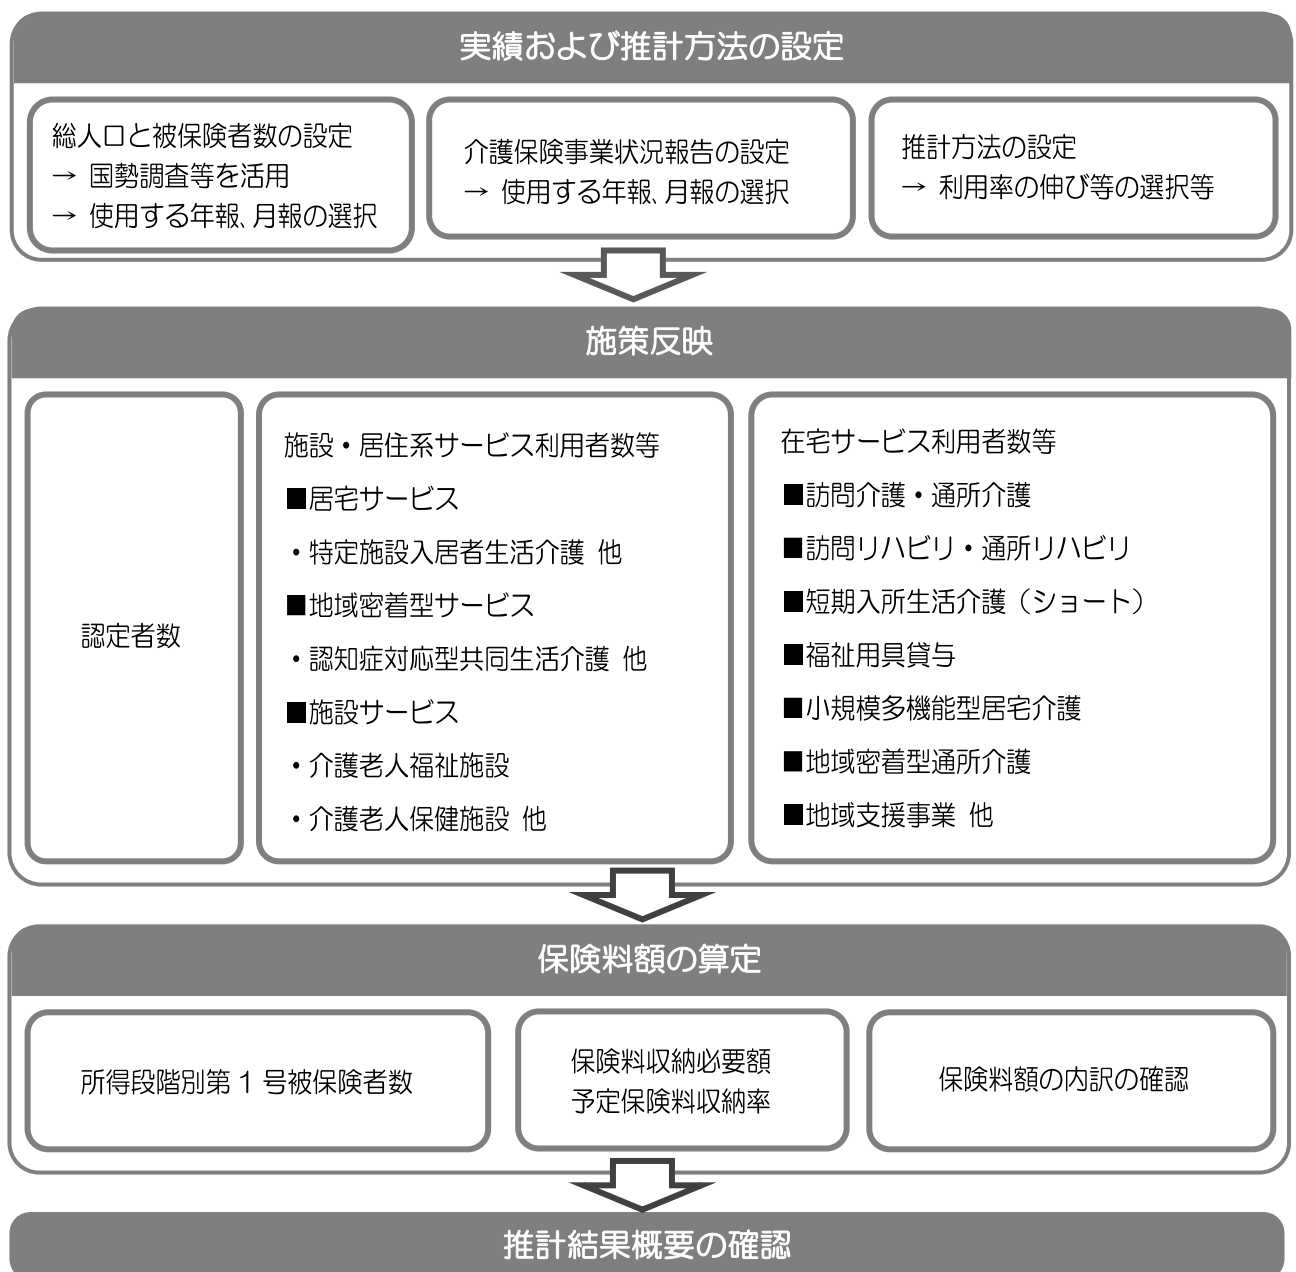 実績および推計方法の設定
総人口と被保険者数の設定
→ 国勢調査等を活用
→ 使用する年報、月報の選択
介護保険事業状況報告の設定
→ 使用する年報、月報の選択
推計方法の設定
→ 利用率の伸び等の選択等
施策反映
認定者数
施設・居住系サービス利用者数等
■居宅サービス
・特定施設入居者生活介護 他
■地域密着型サービス
・認知症対応型共同生活介護 他
■施設サービス
・介護老人福祉施設
・介護老人保健施設 他
在宅サービス利用者数等
■訪問介護・通所介護
■訪問リハビリ・通所リハビリ
■短期入所生活介護（ショート）
■福祉用具貸与
■小規模多機能型居宅介護
■地域密着型通所介護
■地域支援事業 他
保険料額の算定
所得段階別第 1 号被保険者数
保険料収納必要額
予定保険料収納率
保険料額の内訳の確認
推計結果概要の確認